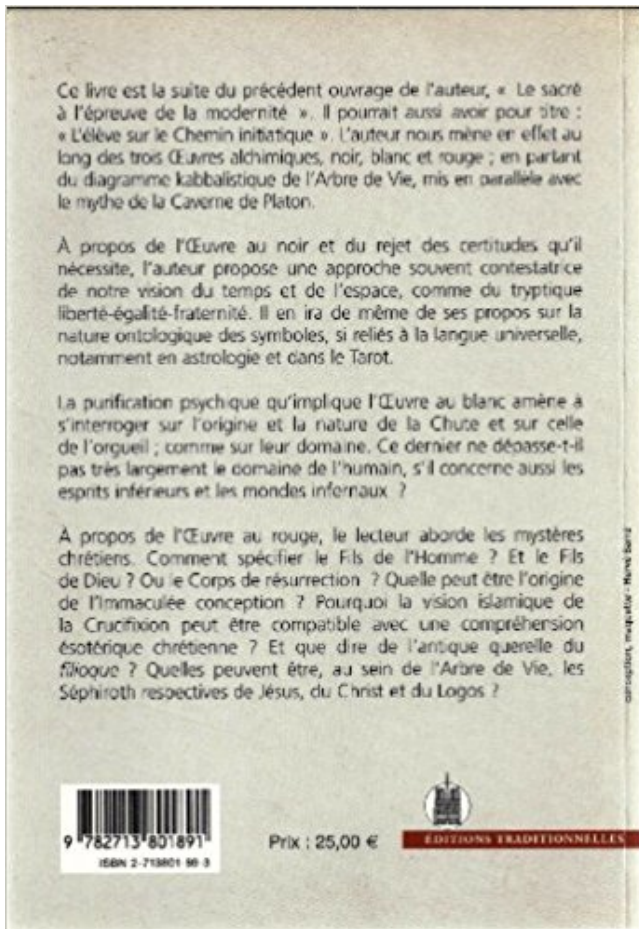 Ce livre est la suite du précédent ouvrage de l'auteur, « Le sacré
à l'épreuve de la modernité ». Il pourrait aussi avoir pour titre :
« L'élève sur le Chemin initiatique ». L'auteur nous mène en effet au
long des trois Œuvres alchimiques, noir, blanc et rouge ; en partant
du diagramme kabbalistique de l'Arbre de Vie, mis en parallèle avec
le mythe de la Caverne de Platon.
À propos de l'Œuvre au noir et du rejet des certitudes qu'il
nécessite, l'auteur propose une approche souvent contestatrice
de notre vision du temps et de l'espace, comme du tryptique
liberté-égalité-fraternité. Il en ira de même de ses propos sur la
nature ontologique des symboles, si reliés à la langue universelle,
notamment en astrologie et dans le Tarot.
La purification psychique qu'implique l'Œuvre au blanc amène à
s'interroger sur l'origine et la nature de la Chute et sur celle
de l'orgueil ; comme sur leur domaine. Ce dernier ne dépasse-t-il
pas très largement le domaine de l'humain, s'il concerne aussi les
esprits inférieurs et les mondes infernaux ?
À propos de l'Œuvre au rouge, le lecteur aborde les mystères
chrétiens. Comment spécifier le Fils de l'Homme ? Et le Fils
de Dieu ? Ou le Corps de résurrection ? Quelle peut être l'origine
de l'Immaculée conception ? Pourquoi la vision islamique de
la Crucifixion peut être compatible avec une compréhension
ésotérique chrétienne ? Et que dire de l'antique querelle du
filioque ? Quelles peuvent être, au sein de l'Arbre de Vie, les
Séphiroth respectives de Jésus, du Christ et du Logos ?
9 782713 801891
ISBN 2-713801
Prix : 25,00 €
ÉDITIONS TRADITIONNELLES
conception, maquette